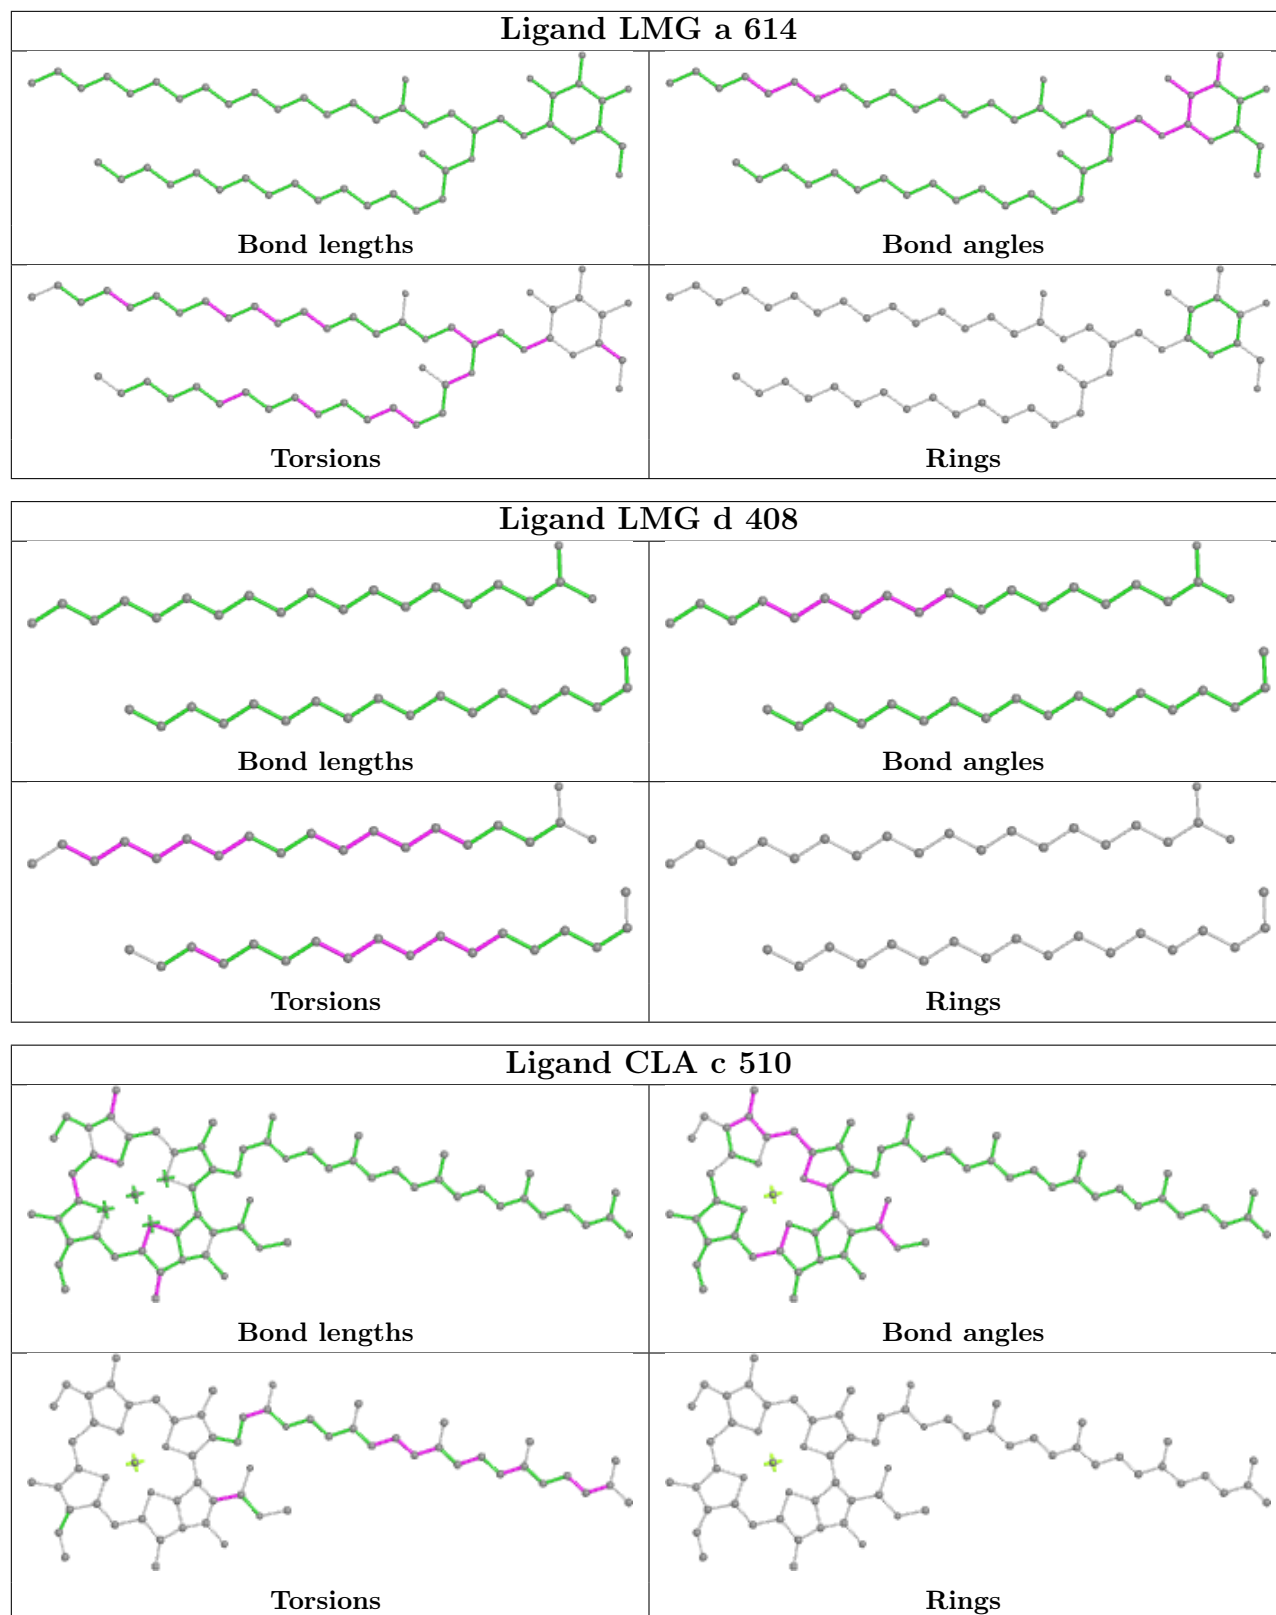 Ligand LMG a 614
Bond lengths
Bond angles
Torsions
Rings
Ligand LMG d 408
Bond lengths
Bond angles
Torsions
Rings
Ligand CLA c 510
Bond lengths
Bond angles
Torsions
Rings